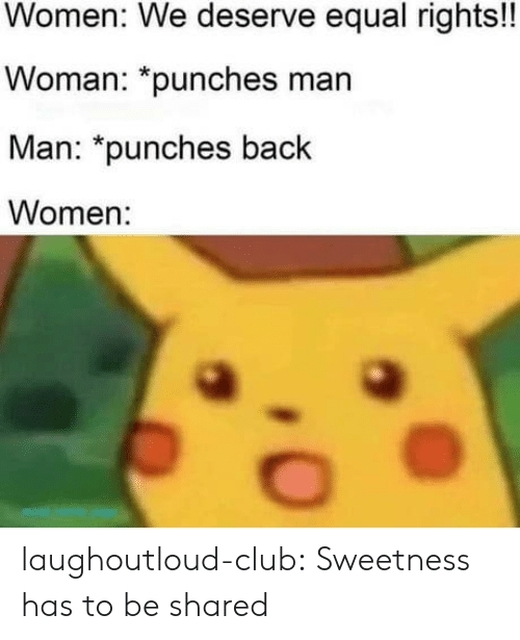 Women: We deserve equal rights!!
Woman: *punches man
Man: *punches back
Women:
laughoutloud-club: Sweetness
has to be shared